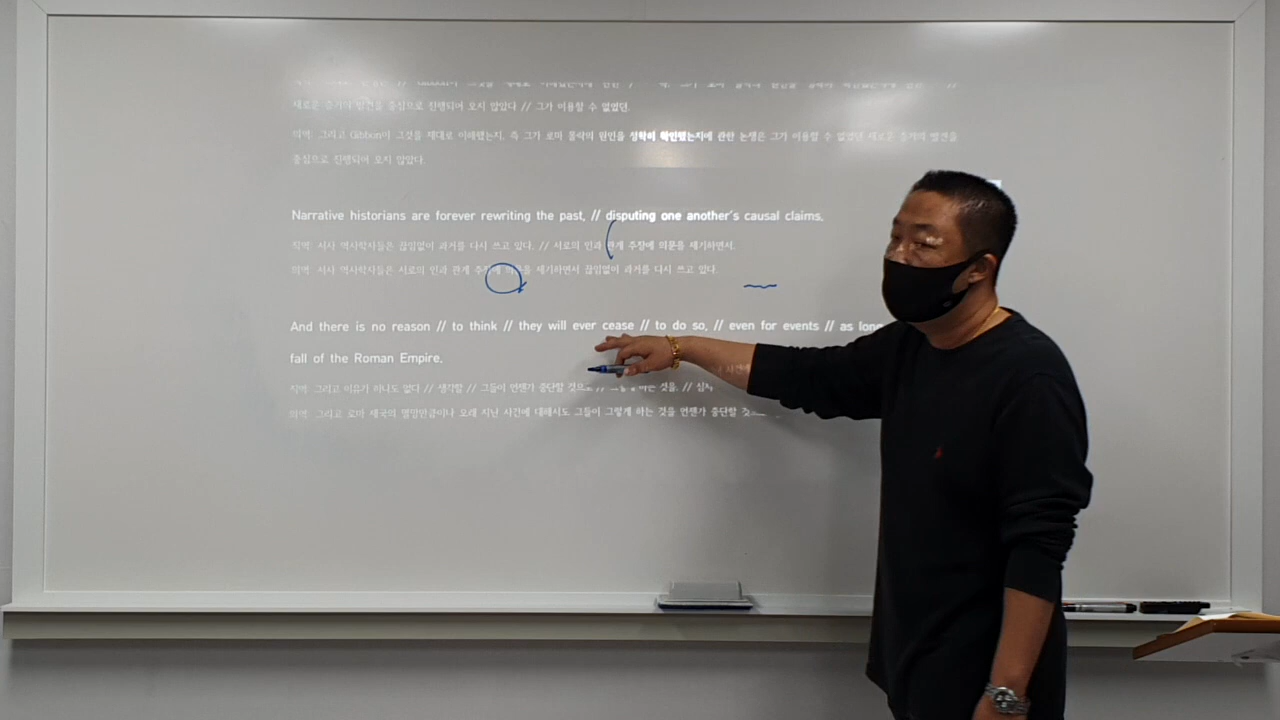 새로운 증거의 발견을 중심으로 진행되어 오지 않았다 // 그가 이용할 수 없었던.
의역: 그리고 Gibbon이 그것을 제대로 이해했는지, 즉 그가 로마 몰락의 원인을 정확히 확인했는지에 관한 논쟁은 그가 이용할 수 없었던 새로운 증거의 발견을
중심으로 진행되어 오지 않았다.
Narrative historians are forever rewriting the past, // disputing one another's causal claims.
직역: 서사 역사학자들은 끊임없이 과거를 다시 쓰고 있다. // 서로의 인과 관계 주장에 의문을 제기하면서.
의역: 서사 역사학자들은 서로의 인과 관계 주장에 의문을 제기하면서 끊임없이 과거를 다시 쓰고 있다.
And there is no reason // to think // they will ever cease // to do so, // even for events // as long
fall of the Roman Empire.
직역: 그리고 이유가 하나도 없다 // 생각할 // 그들이 언젠가 중단할 것으로 // 그렇게 하는 것을. //
의역: 그리고 로마 제국의 멸망만큼이나 오래 지난 사건에 대해서도 그들이 그렇게 하는 것을 언젠가 중단할